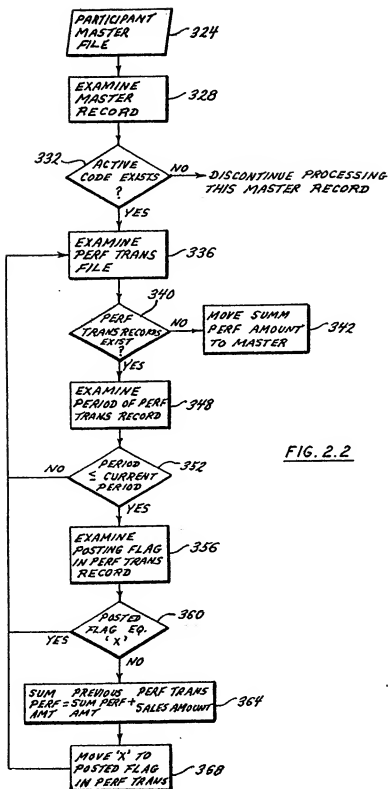 PARTICIPANT
MASTER
FILE
324
EXAMINE
MASTER
RECORD
328
332
ACTIVE
CODE EXISTS
?
NO
DISCONTINUE PROCESSING
THIS MASTER RECORD
YES
EXAMINE
PERF TRANS
FILE
336
340
PERF
TRANS RECORDS
EXIST
?
NO
MOVE SUMM
PERF AMOUNT
TO MASTER
342
YES
EXAMINE
PERIOD OF PERF
TRANS RECORD
348
FIG. 2.2
352
PERIOD
≤ CURRENT
PERIOD
NO
YES
EXAMINE
POSTING FLAG
IN PERF TRANS
RECORD
356
360
POSTED
FLAG EQ.
'X'
YES
NO
SUM PREVIOUS PERF TRANS
PERF = SUM PERF + SALES AMOUNT
AMT AMT
364
MOVE 'X' TO
POSTED FLAG
IN PERF TRANS
368